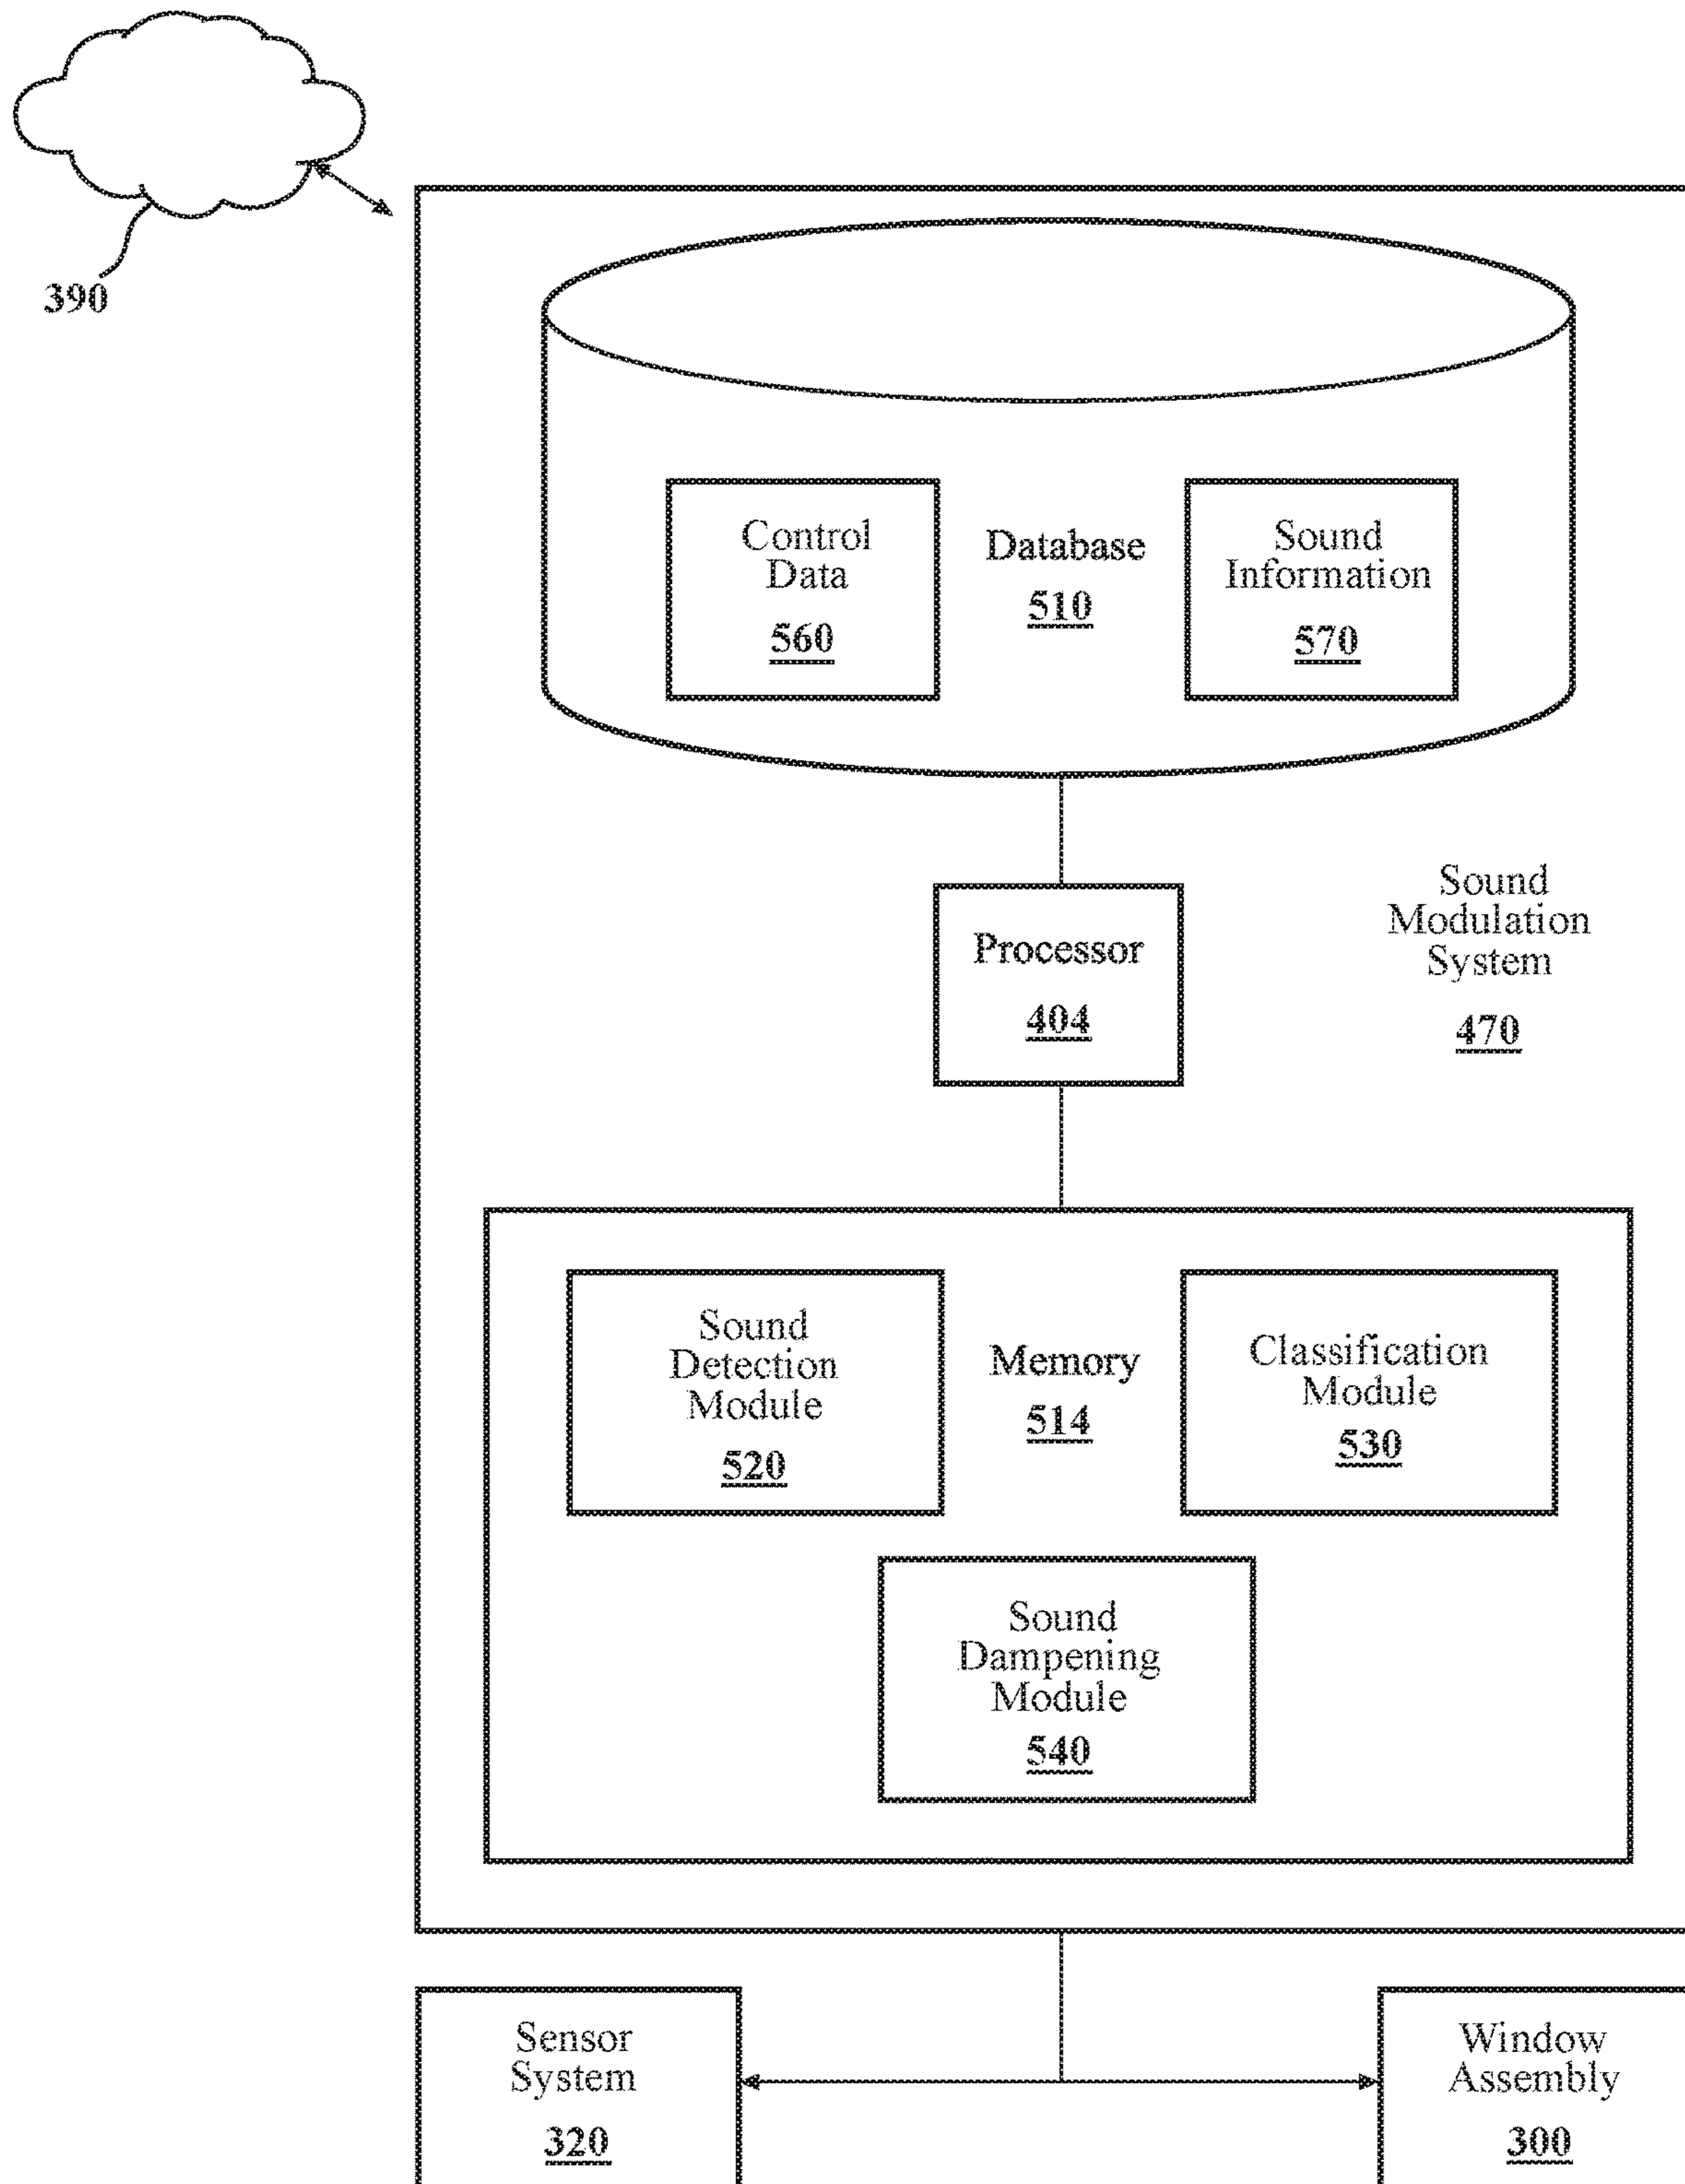 390
Control
Data
560
Database
510
Sound
Information
570
Processor
404
Sound
Modulation
System
470
Sound
Detection
Module
520
Memory
514
Classification
Module
530
Sound
Dampening
Module
540
Sensor
System
320
Window
Assembly
300